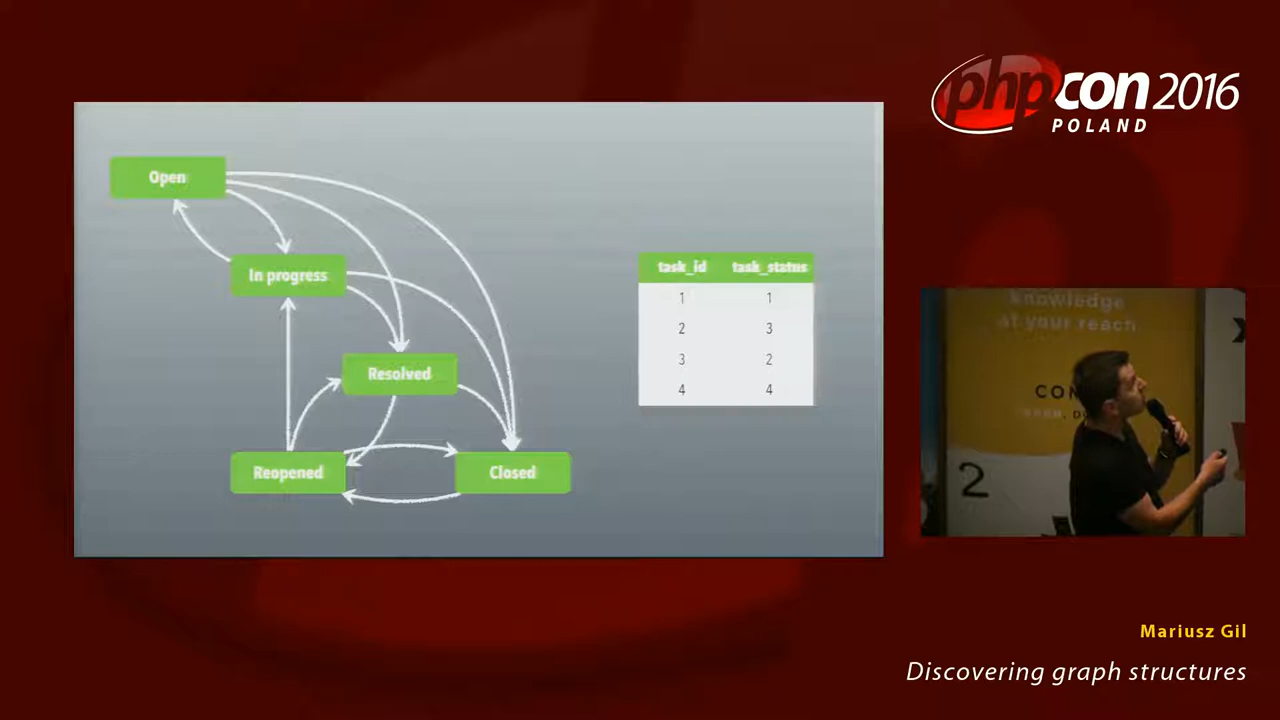 phpcon 2016
POLAND
Open
In progress
Resolved
Reopened
Closed
task_id task_status
1 1
2 3
3 2
4 4
knowledge
at your reach
CON
2
Mariusz Gil
Discovering graph structures